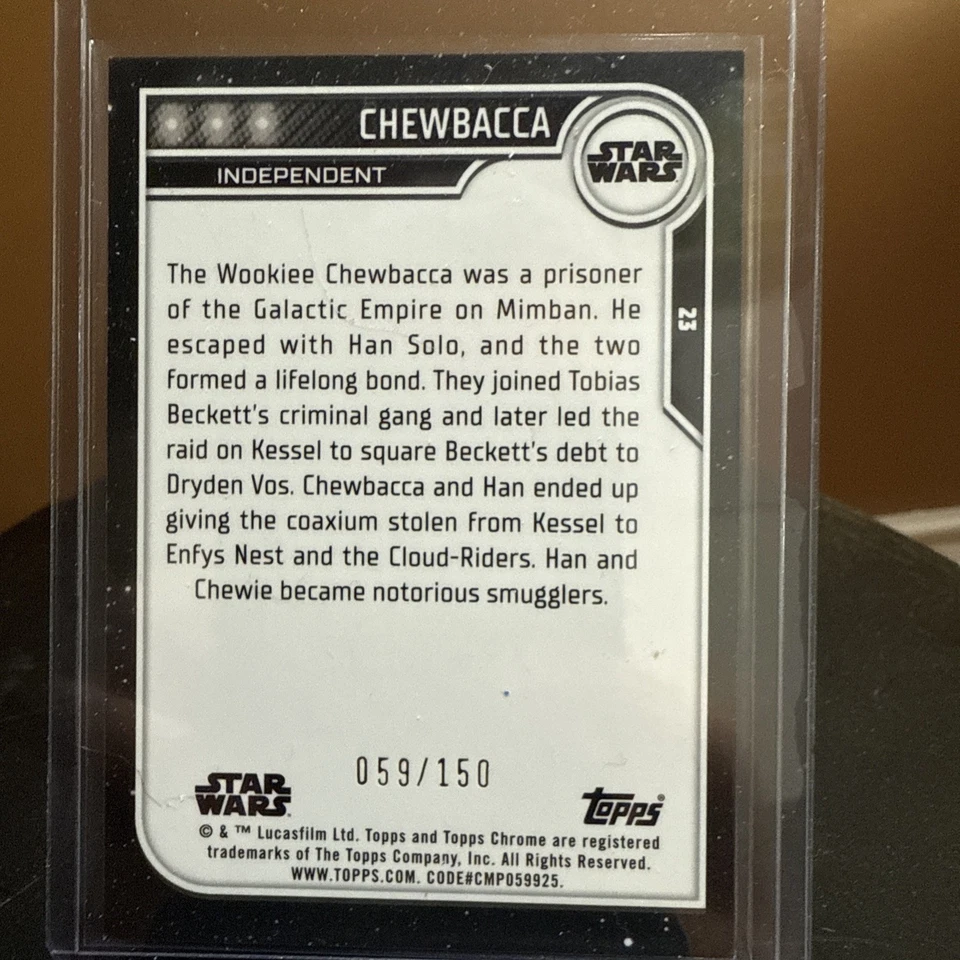 CHEWBACCA
STAR
WARS
INDEPENDENT
23
The Wookiee Chewbacca was a prisoner
of the Galactic Empire on Mimban. He
escaped with Han Solo, and the two
formed a lifelong bond. They joined Tobias
Beckett's criminal gang and later led the
raid on Kessel to square Beckett's debt to
Dryden Vos. Chewbacca and Han ended up
giving the coaxium stolen from Kessel to
Enfys Nest and the Cloud-Riders. Han and
Chewie became notorious smugglers.
059/150
STAR
WARS.
Topps®
© & ™ Lucasfilm Ltd. Topps and Topps Chrome are registered
trademarks of The Topps Company, Inc. All Rights Reserved.
WWW.TOPPS.COM. CODE#CMP059925.